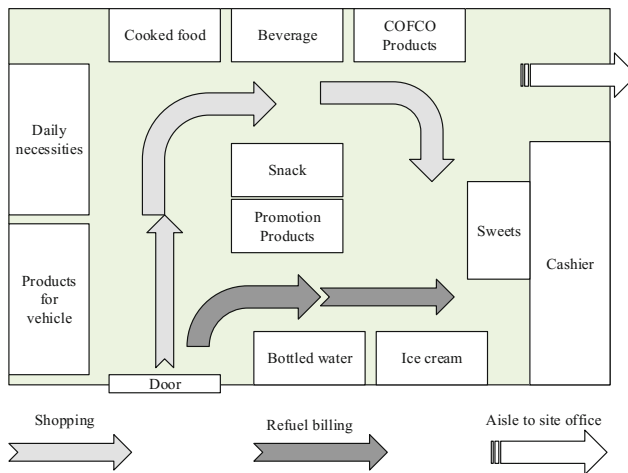 Cooked food
Beverage
COFCO
Products
Daily
necessities
Snack
Promotion
Products
Sweets
Cashier
Products
for
vehicle
Bottled water
Ice cream
Door
Shopping
Refuel billing
Aisle to site office